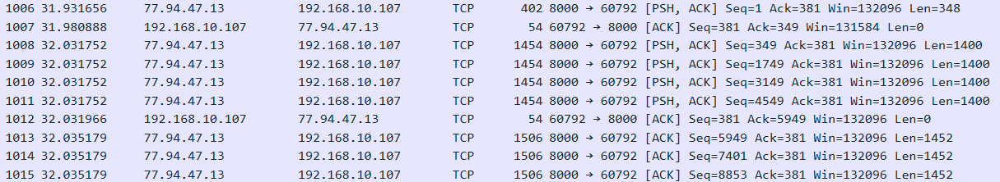 1006 31.931656 77.94.47.13 192.168.10.107 TCP 402 8000 → 60792 [PSH, ACK] Seq=1 Ack=381 Win=132096 Len=348
1007 31.980888 192.168.10.107 77.94.47.13 TCP 54 60792 → 8000 [ACK] Seq=381 Ack=349 Win=131584 Len=0
1008 32.031752 77.94.47.13 192.168.10.107 TCP 1454 8000 → 60792 [PSH, ACK] Seq=349 Ack=381 Win=132096 Len=1400
1009 32.031752 77.94.47.13 192.168.10.107 TCP 1454 8000 → 60792 [PSH, ACK] Seq=1749 Ack=381 Win=132096 Len=1400
1010 32.031752 77.94.47.13 192.168.10.107 TCP 1454 8000 → 60792 [PSH, ACK] Seq=3149 Ack=381 Win=132096 Len=1400
1011 32.031752 77.94.47.13 192.168.10.107 TCP 1454 8000 → 60792 [PSH, ACK] Seq=4549 Ack=381 Win=132096 Len=1400
1012 32.031966 192.168.10.107 77.94.47.13 TCP 54 60792 → 8000 [ACK] Seq=381 Ack=5949 Win=132096 Len=0
1013 32.035179 77.94.47.13 192.168.10.107 TCP 1506 8000 → 60792 [ACK] Seq=5949 Ack=381 Win=132096 Len=1452
1014 32.035179 77.94.47.13 192.168.10.107 TCP 1506 8000 → 60792 [ACK] Seq=7401 Ack=381 Win=132096 Len=1452
1015 32.035179 77.94.47.13 192.168.10.107 TCP 1506 8000 → 60792 [ACK] Seq=8853 Ack=381 Win=132096 Len=1452